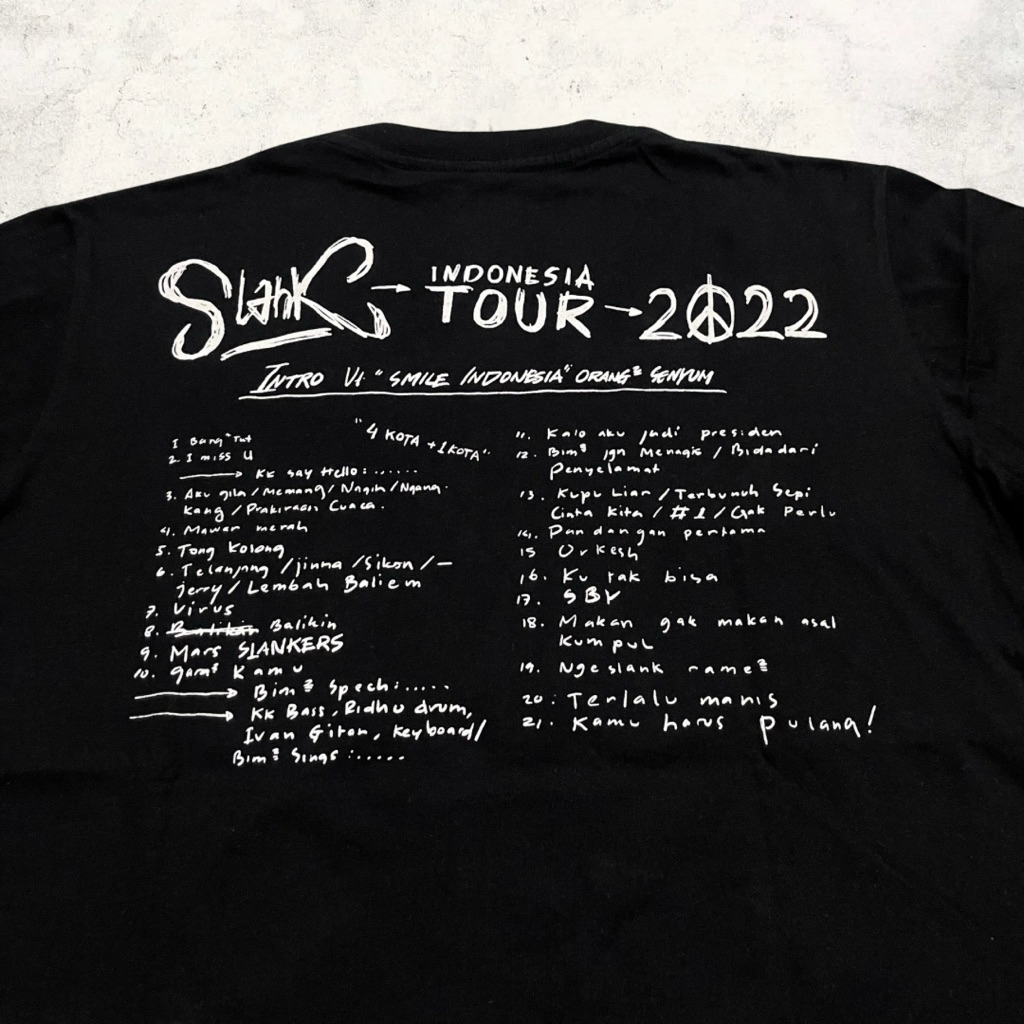 Slank → INDONESIA
TOUR → 2022
INTRO V: "SMILE INDONESIA" ORANG² SENYUM
"4 KOTA + 1 KOTA"
1 Bang² Tut
2. I miss U
→ KK say Hello : ......
3. Aku gila / Memang / Nagih / Ngang.
Kang / Prakiraan Cuaca.
4. Mawar merah
5. Tong Kosong
6. Telanjang / jinna / Sikon / –
Jerry / Lembah Baliem
7. Virus
8. Balikin Balikin
9. Mars SLANKERS
10. gara² Kamu
→ Bim² Spech : .....
→ KK Bass, Ridho drum,
Ivan Gitar, Keyboard /
Bim² Sings : .....
11. Kalo aku jadi presiden
12. Bim² jgn Menagis / Bidadari
Penyelamat
13. Kupu Liar / Terbunuh Sepi
Cinta Kita / #1 / Gak Perlu
14. Pandangan pertama
15 Orkesh
16. Ku tak bisa
17. SBY
18. Makan gak makan asal
Kumpul
19. Ngeslank rame²
20. Terlalu manis
21. Kamu harus pulang!